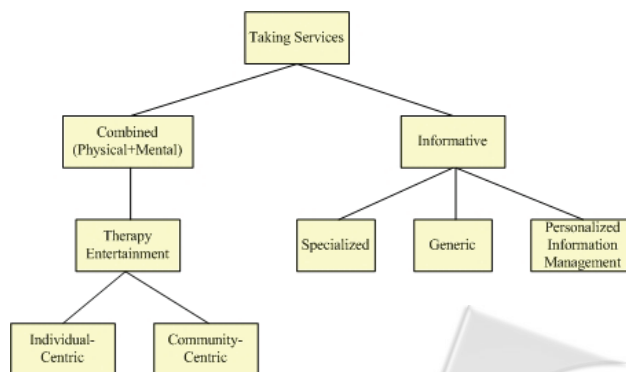 Taking Services
Combined
(Physical+Mental)
Informative
Therapy
Entertainment
Specialized
Generic
Personalized
Information
Management
Individual-
Centric
Community-
Centric